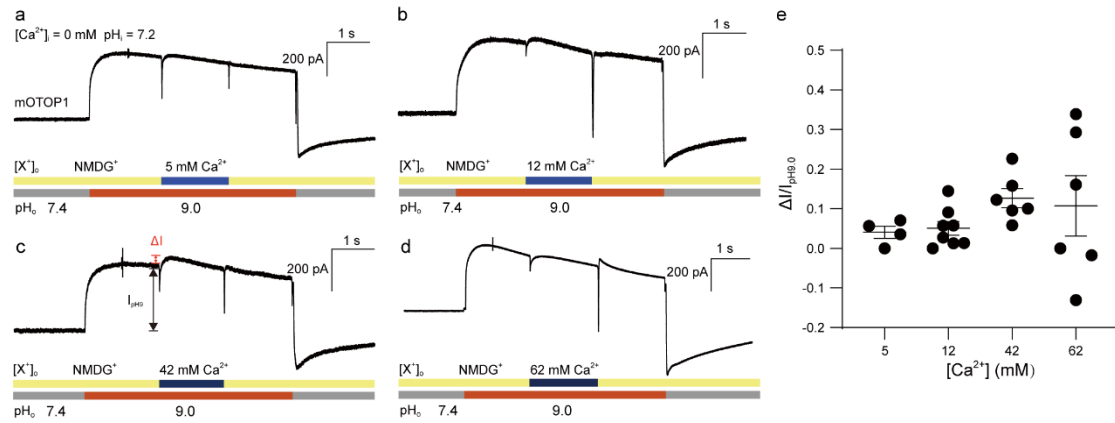 a
[Ca²⁺]ᵢ = 0 mM pHᵢ = 7.2
1 s
200 pA
mOTOP1
[X⁺]ₒ NMDG⁺ 5 mM Ca²⁺
pHₒ 7.4 9.0
b
1 s
200 pA
[X⁺]ₒ NMDG⁺ 12 mM Ca²⁺
pHₒ 7.4 9.0
c
ΔI
1 s
200 pA
I_pH9
[X⁺]ₒ NMDG⁺ 42 mM Ca²⁺
pHₒ 7.4 9.0
d
1 s
200 pA
[X⁺]ₒ NMDG⁺ 62 mM Ca²⁺
pHₒ 7.4 9.0
e
ΔI/I_pH9.0
0.5
0.4
0.3
0.2
0.1
0.0
-0.1
-0.2
5 12 42 62
[Ca²⁺] (mM)